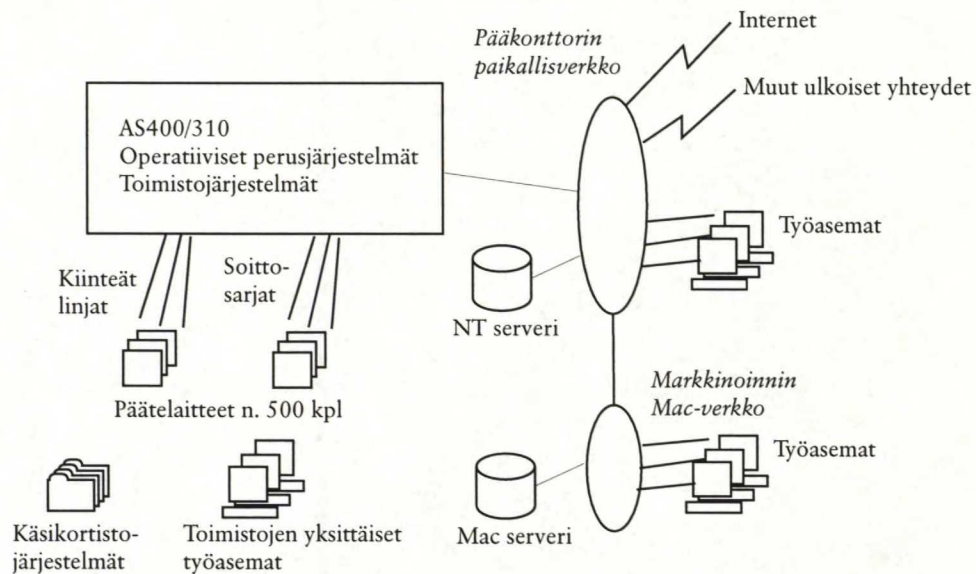 Internet
Pääkonttorin
paikallisverkko
Muut ulkoiset yhteydet
AS400/310
Operatiiviset perusjärjestelmät
Toimistojärjestelmät
Työasemat
Kiinteät
linjat
Soitto-
sarjat
NT serveri
Päätelaitteet n. 500 kpl
Markkinoinnin
Mac-verkko
Työasemat
Mac serveri
Käsikortisto-
järjestelmät
Toimistojen yksittäiset
työasemat